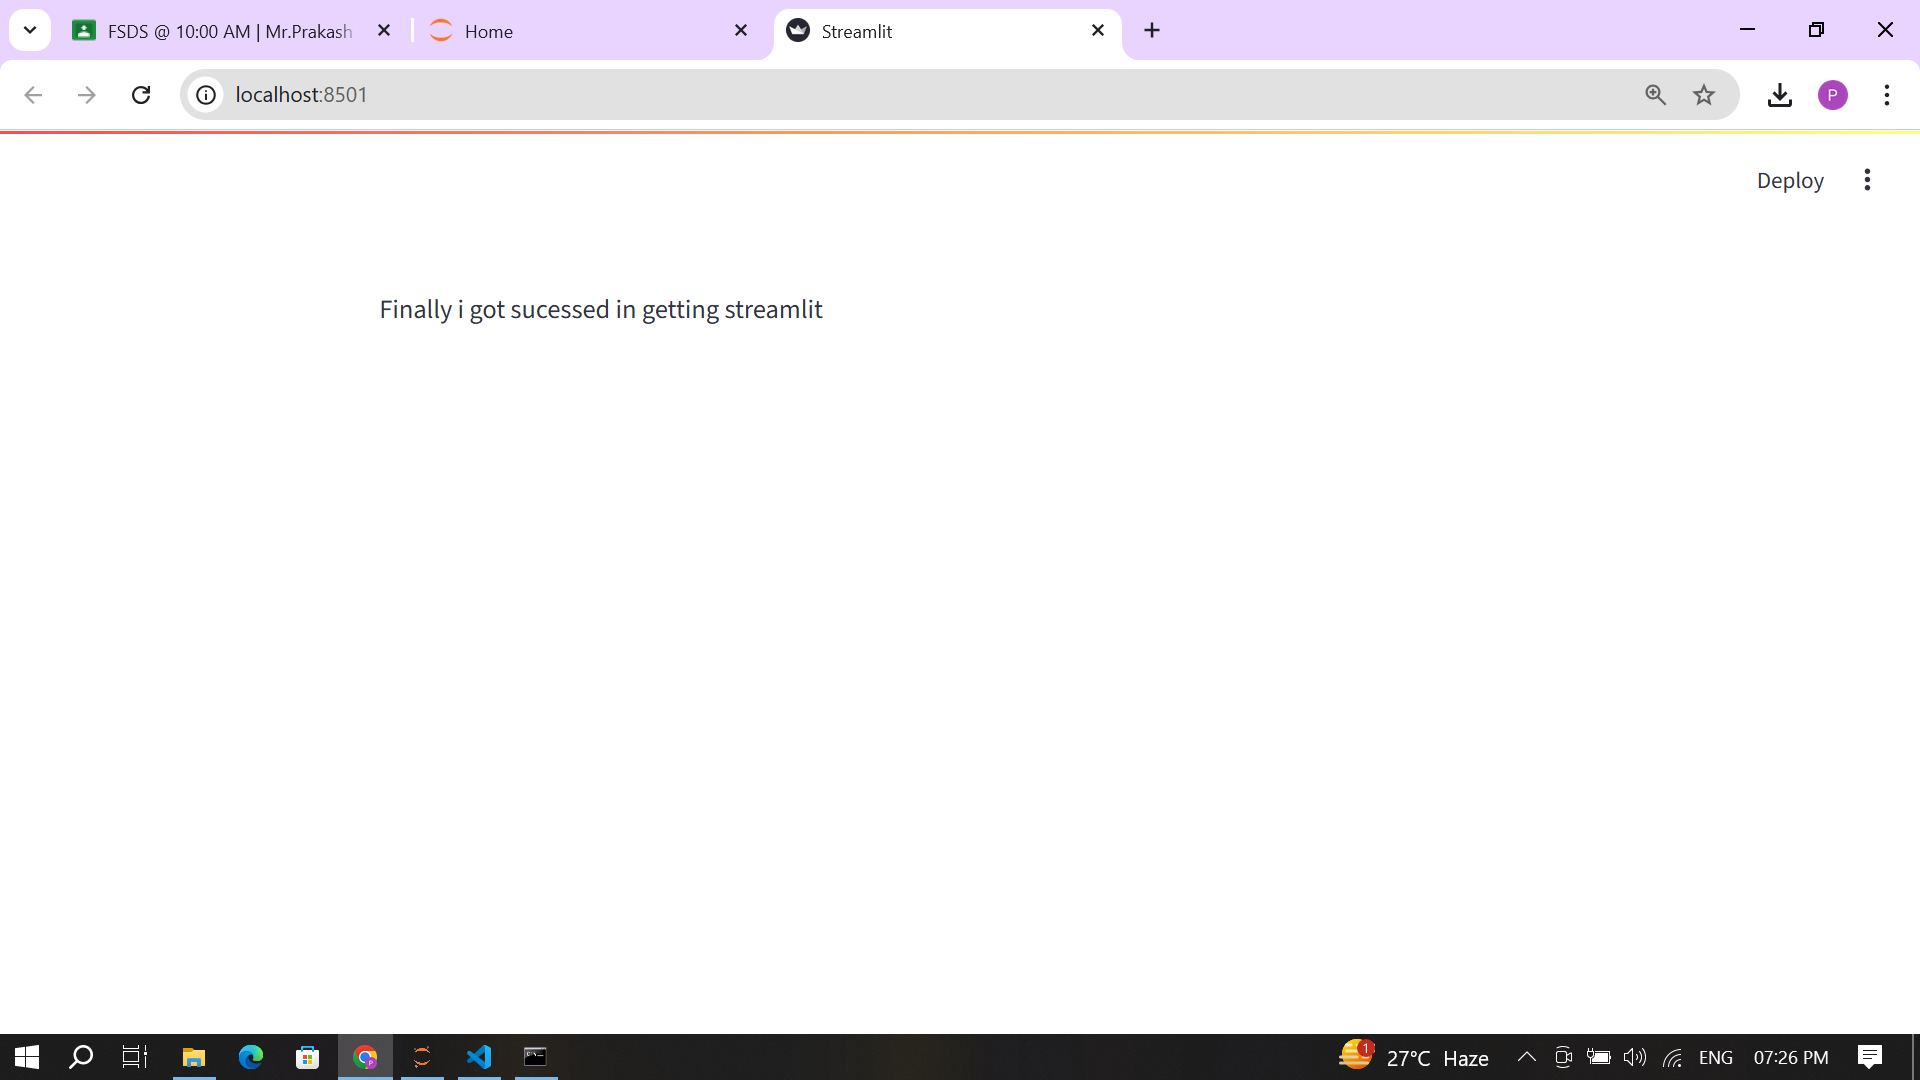 FSDS @ 10:00 AM | Mr.Prakash
Home
Streamlit
localhost:8501
P
Deploy
Finally i got sucessed in getting streamlit
1
27°C Haze
ENG
07:26 PM